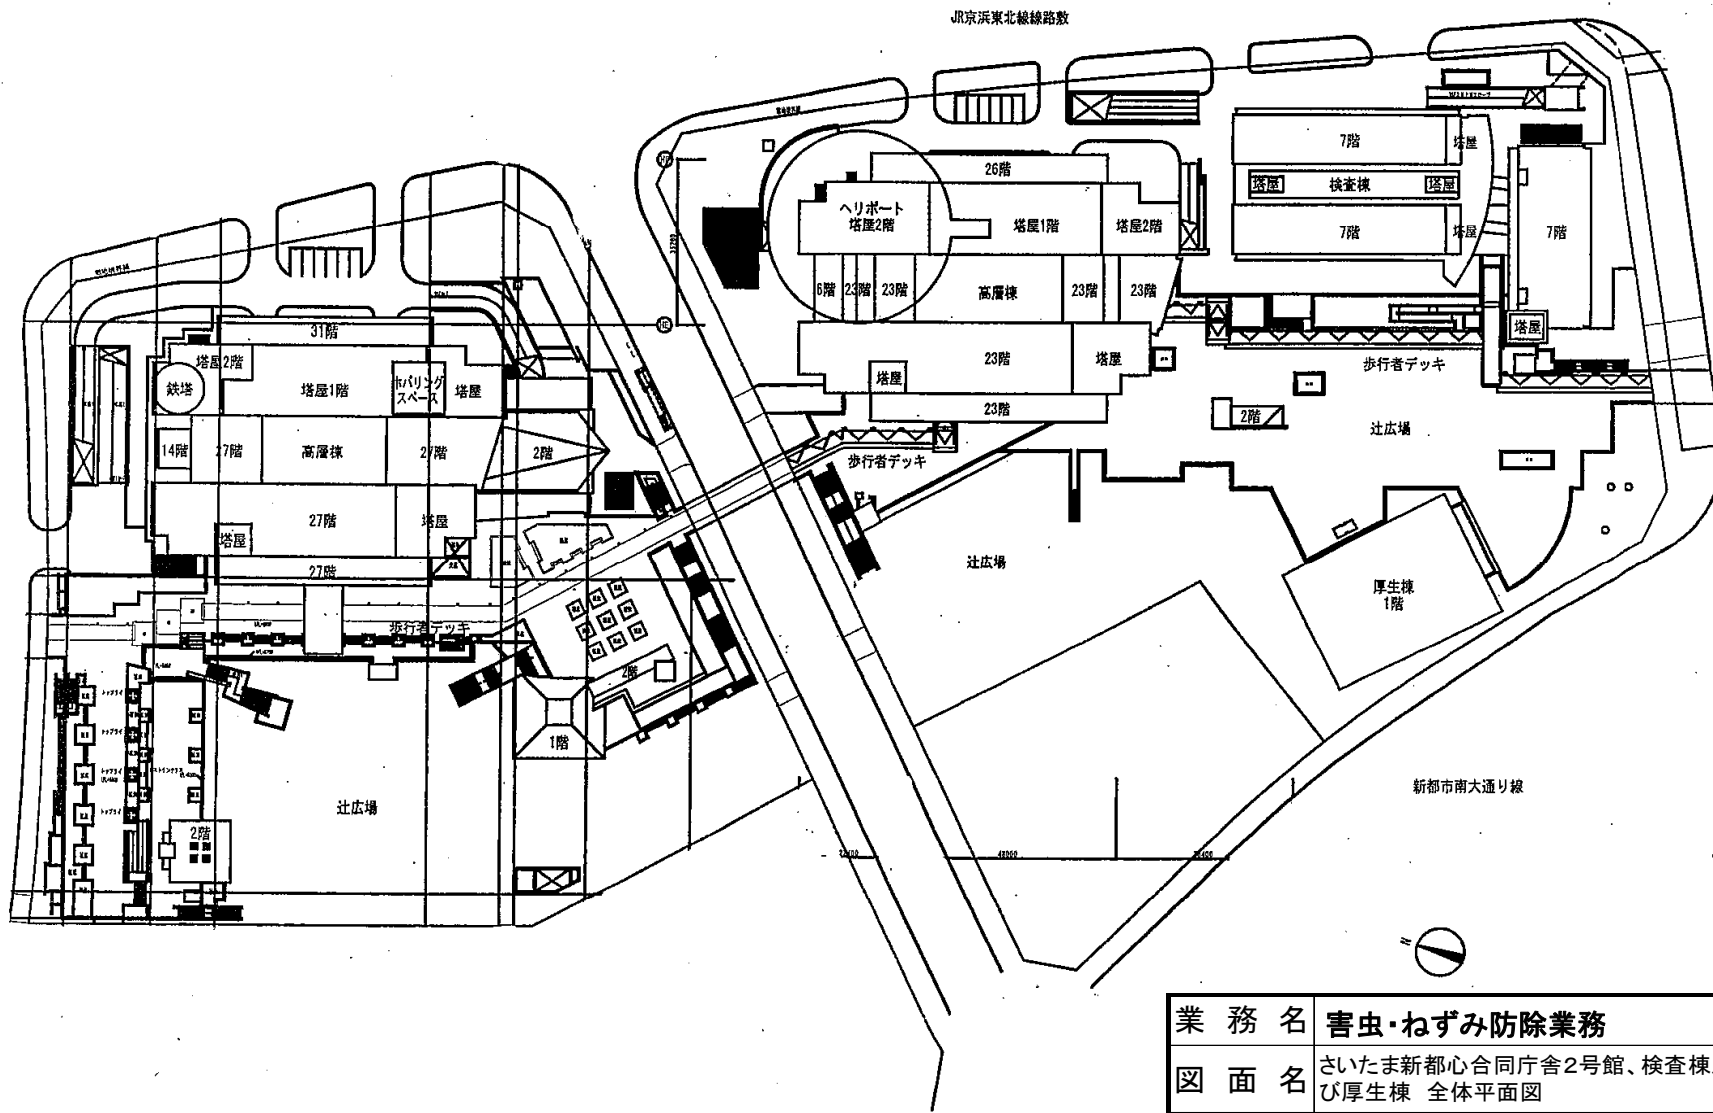 JR京浜東北線線路敷
26階
ヘリポート
塔屋2階
塔屋1階
塔屋2階
6階
23階
23階
高層棟
23階
23階
23階
塔屋
塔屋
23階
7階
塔屋
塔屋
検査棟
塔屋
7階
塔屋
7階
塔屋
歩行者デッキ
2階
辻広場
歩行者デッキ
辻広場
厚生棟
1階
31階
塔屋2階
鉄塔
塔屋1階
ホバリング
スペース
塔屋
14階
27階
高層棟
27階
2階
27階
塔屋
塔屋
27階
歩行者デッキ
2階
1階
辻広場
2階
新都市南大通り線
48000
N
業務名
害虫・ねずみ防除業務
図面名
さいたま新都心合同庁舎2号館、検査棟
び厚生棟 全体平面図